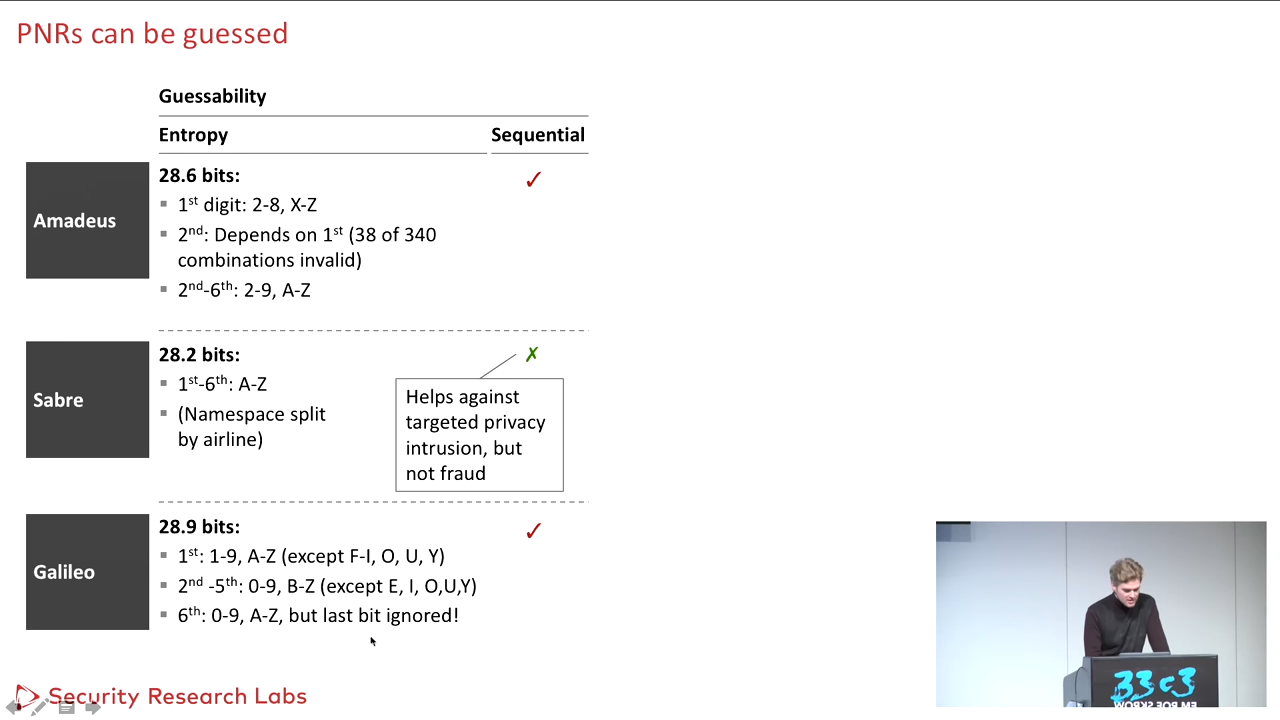 PNRs can be guessed
Guessability
Entropy
Sequential
Amadeus
28.6 bits:
✓
1st digit: 2-8, X-Z
2nd: Depends on 1st (38 of 340
combinations invalid)
2nd-6th: 2-9, A-Z
Sabre
28.2 bits:
✗
1st-6th: A-Z
(Namespace split
by airline)
Helps against
targeted privacy
intrusion, but
not fraud
Galileo
28.9 bits:
✓
1st: 1-9, A-Z (except F-I, O, U, Y)
2nd -5th: 0-9, B-Z (except E, I, O,U,Y)
6th: 0-9, A-Z, but last bit ignored!
Security Research Labs
33c3
WORKS FOR ME